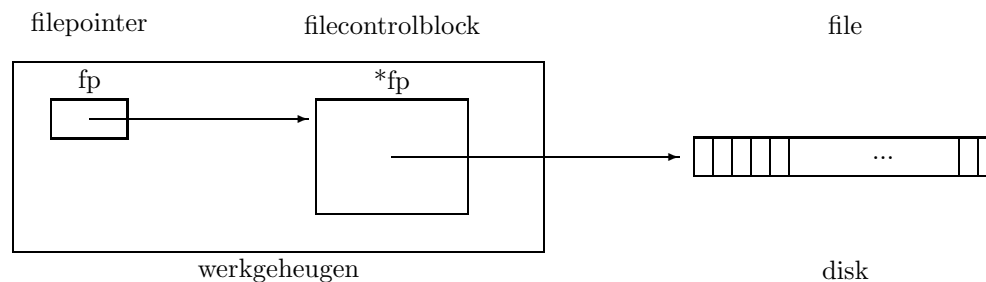 filepointer filecontrolblock file
fp *fp
...
werkgeheugen disk